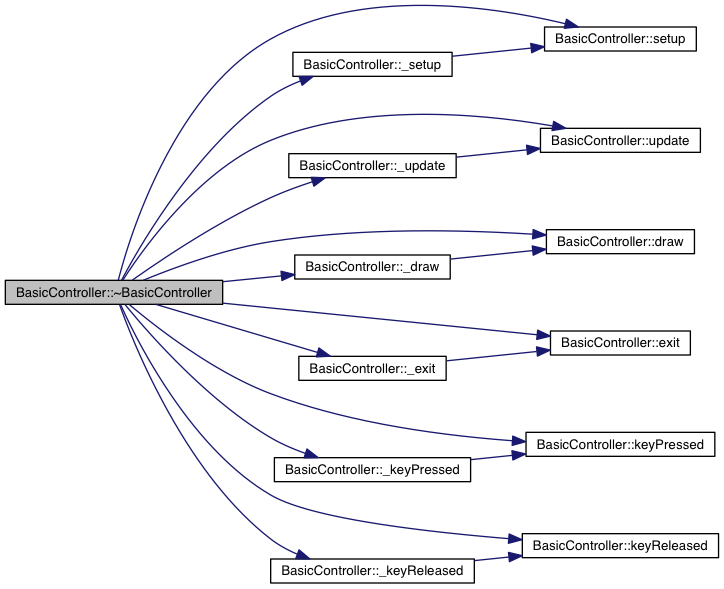 BasicController::setup
BasicController::_setup
BasicController::update
BasicController::_update
BasicController::draw
BasicController::_draw
BasicController::~BasicController
BasicController::exit
BasicController::_exit
BasicController::keyPressed
BasicController::_keyPressed
BasicController::keyReleased
BasicController::_keyReleased